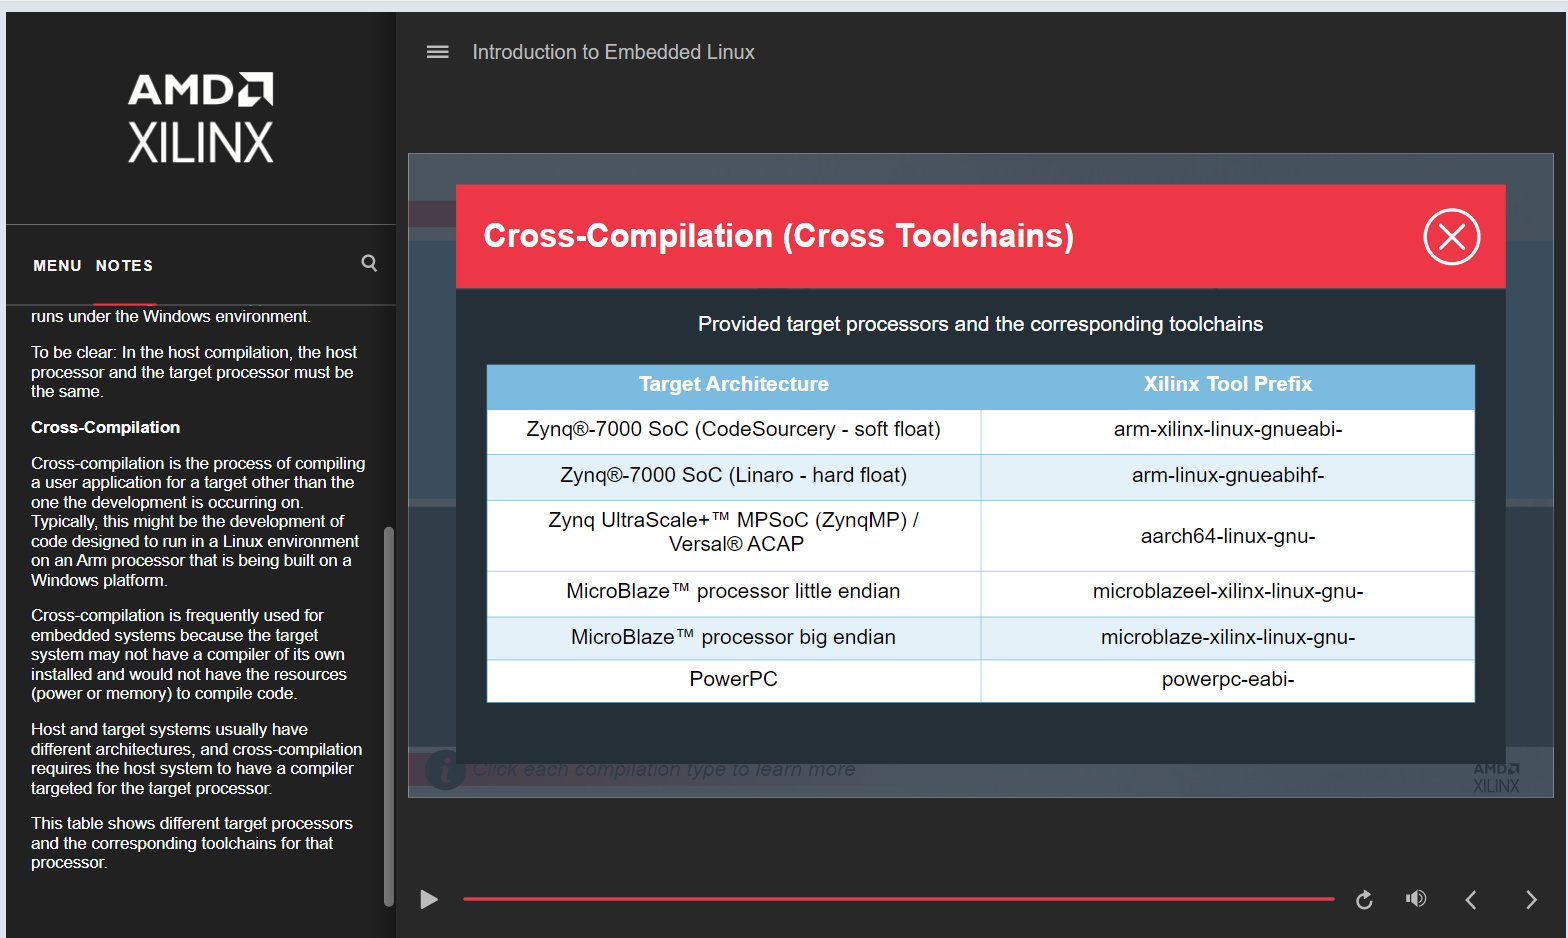 AMD
XILINX
MENU NOTES
runs under the Windows environment.
To be clear: In the host compilation, the host
processor and the target processor must be
the same.
Cross-Compilation
Cross-compilation is the process of compiling
a user application for a target other than the
one the development is occurring on.
Typically, this might be the development of
code designed to run in a Linux environment
on an Arm processor that is being built on a
Windows platform.
Cross-compilation is frequently used for
embedded systems because the target
system may not have a compiler of its own
installed and would not have the resources
(power or memory) to compile code.
Host and target systems usually have
different architectures, and cross-compilation
requires the host system to have a compiler
targeted for the target processor.
This table shows different target processors
and the corresponding toolchains for that
processor.
Introduction to Embedded Linux
Cross-Compilation (Cross Toolchains)
Provided target processors and the corresponding toolchains
Target Architecture Xilinx Tool Prefix
Zynq®-7000 SoC (CodeSourcery - soft float) arm-xilinx-linux-gnueabi-
Zynq®-7000 SoC (Linaro - hard float) arm-linux-gnueabihf-
Zynq UltraScale+™ MPSoC (ZynqMP) /
Versal® ACAP aarch64-linux-gnu-
MicroBlaze™ processor little endian microblazeel-xilinx-linux-gnu-
MicroBlaze™ processor big endian microblaze-xilinx-linux-gnu-
PowerPC powerpc-eabi-
Click each compilation type to learn more
AMD
XILINX